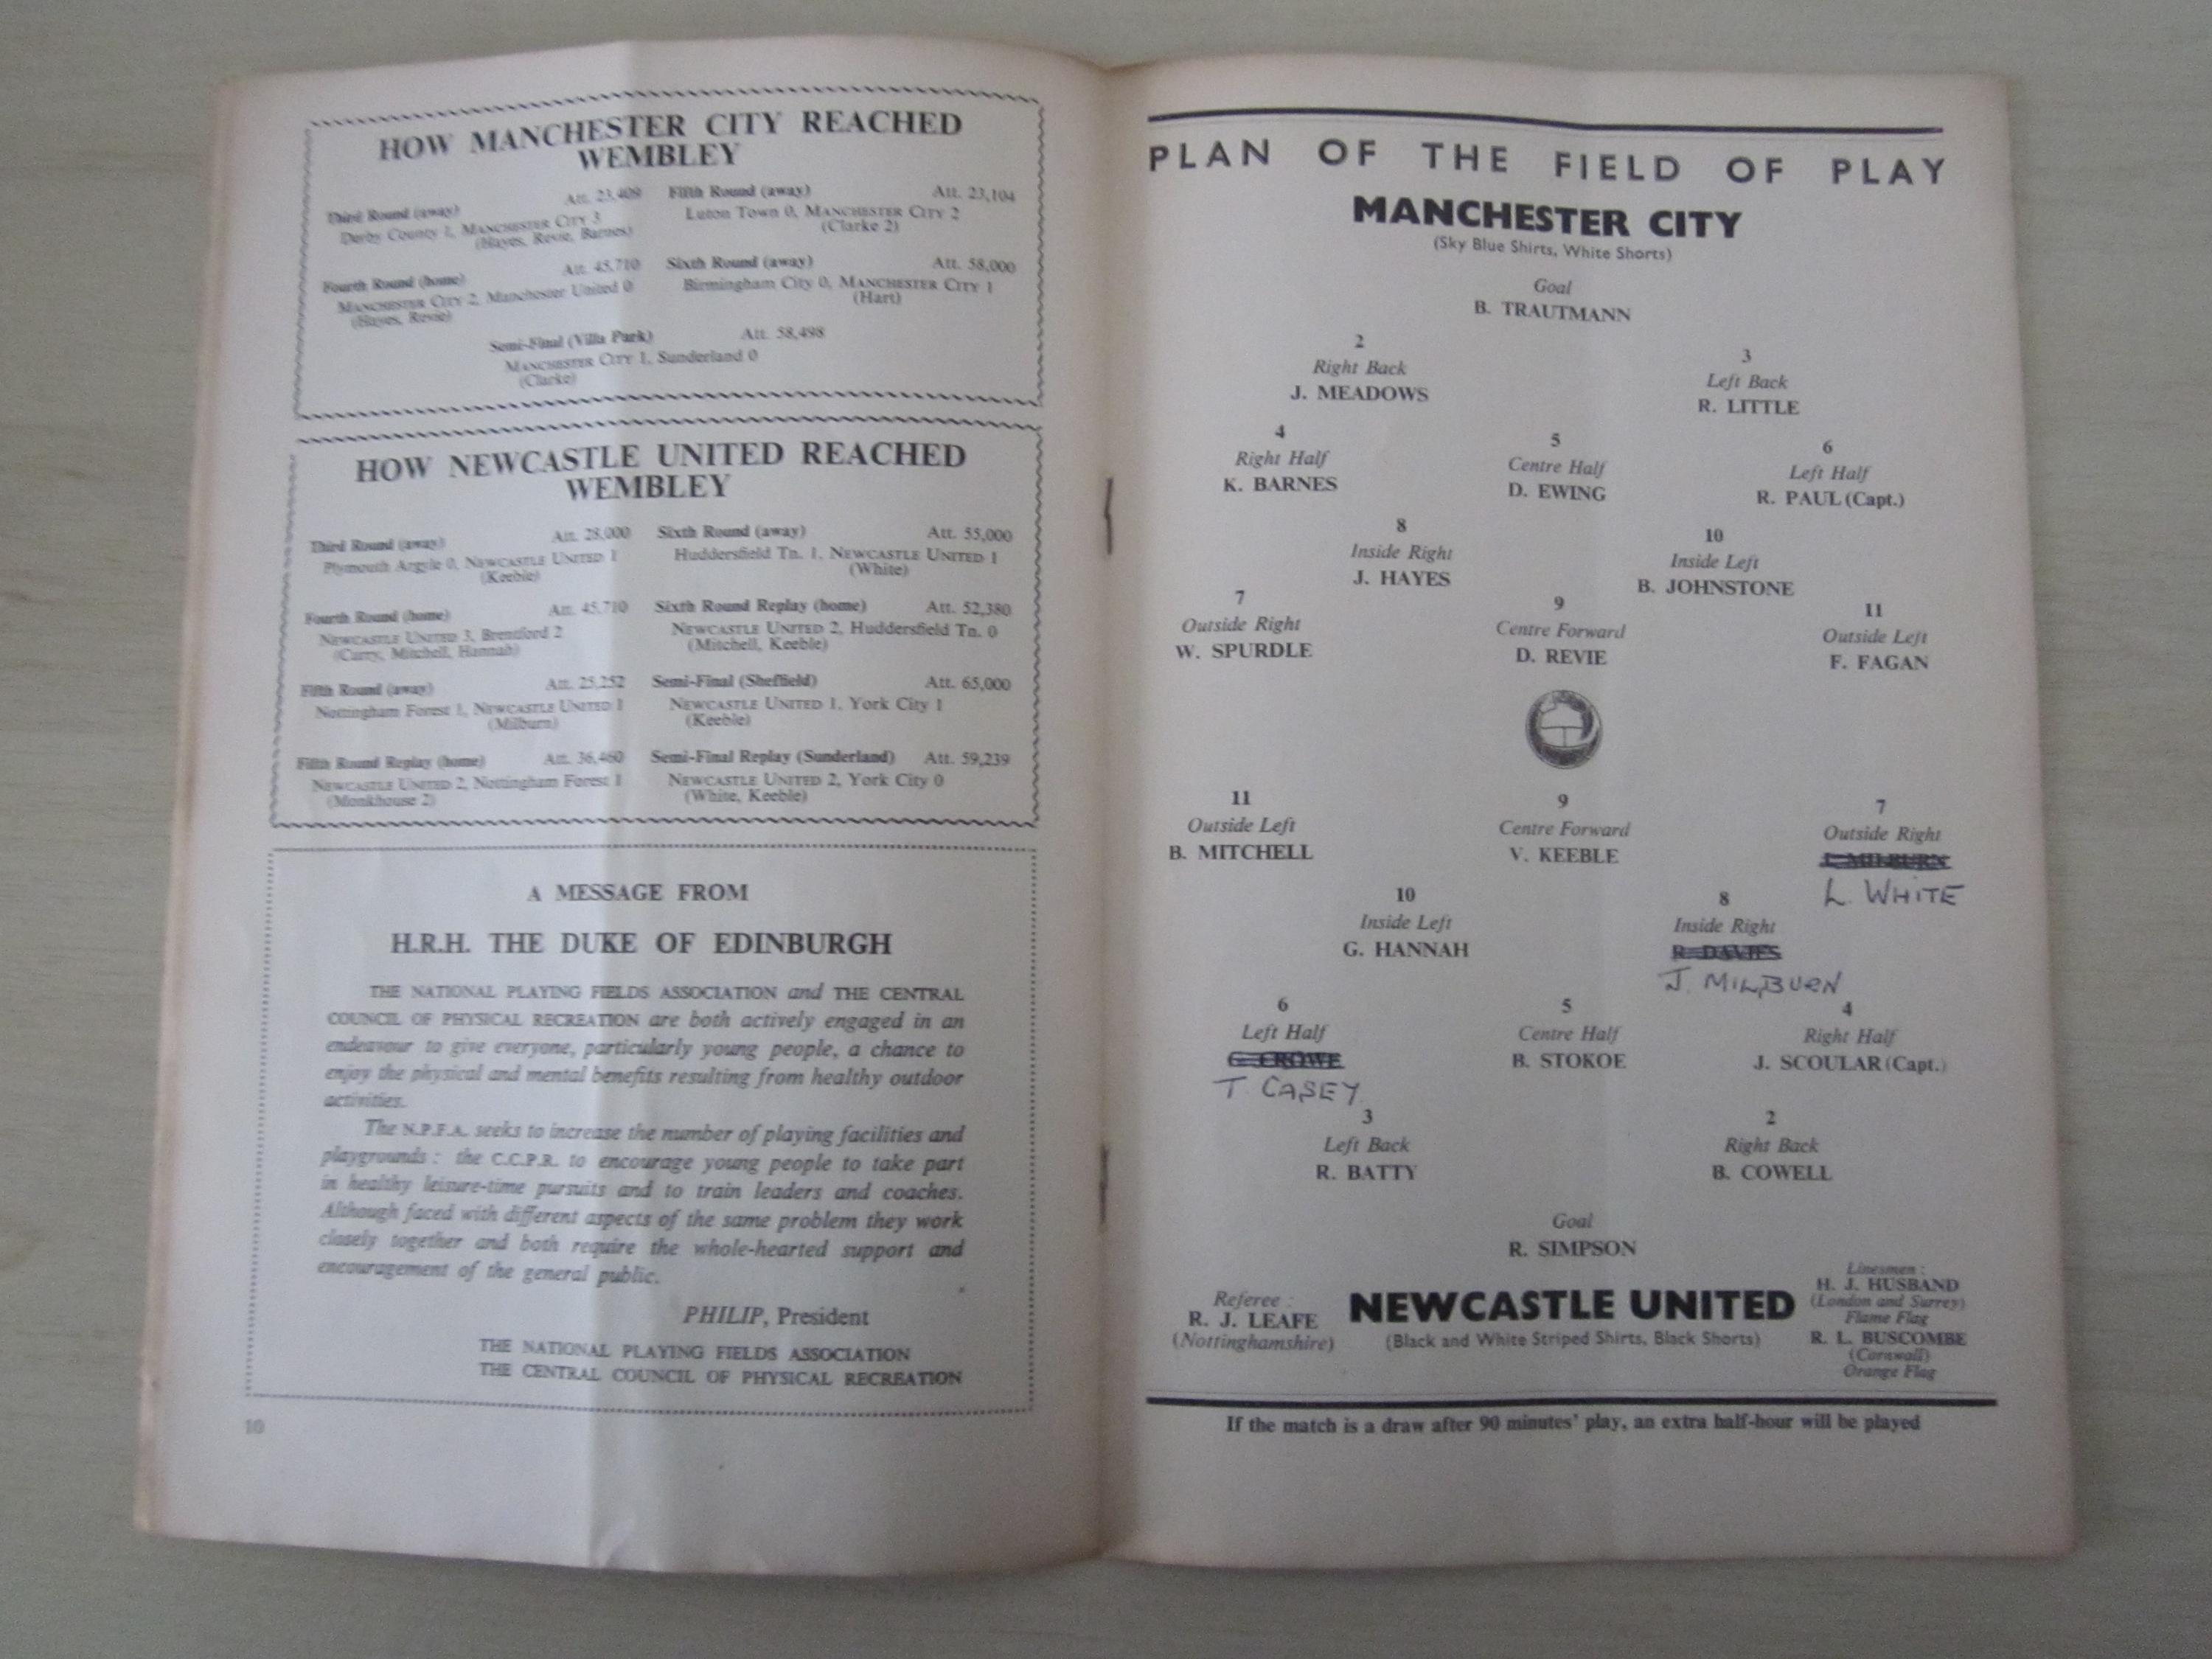 HOW MANCHESTER CITY REACHED
WEMBLEY
Third Round (away) Att. 23,409
Derby County 1, MANCHESTER CITY 3
(Hayes, Revie, Barnes)
Fourth Round (home) Att. 45,710
MANCHESTER CITY 2, Manchester United 0
(Hayes, Revie)
Fifth Round (away) Att. 23,104
Luton Town 0, MANCHESTER CITY 2
(Clarke 2)
Sixth Round (away) Att. 58,000
Birmingham City 0, MANCHESTER CITY 1
(Hart)
Semi-Final (Villa Park) Att. 58,498
MANCHESTER CITY 1, Sunderland 0
(Clarke)
HOW NEWCASTLE UNITED REACHED
WEMBLEY
Third Round (away) Att. 28,000
Plymouth Argyle 0, NEWCASTLE UNITED 1
(Keeble)
Fourth Round (home) Att. 45,710
NEWCASTLE UNITED 3, Brentford 2
(Curry, Mitchell, Hannah)
Fifth Round (away) Att. 25,252
Nottingham Forest 1, NEWCASTLE UNITED 1
(Milburn)
Fifth Round Replay (home) Att. 36,460
NEWCASTLE UNITED 2, Nottingham Forest 1
(Monkhouse 2)
Sixth Round (away) Att. 55,000
Huddersfield Tn. 1, NEWCASTLE UNITED 1
(White)
Sixth Round Replay (home) Att. 52,380
NEWCASTLE UNITED 2, Huddersfield Tn. 0
(Mitchell, Keeble)
Semi-Final (Sheffield) Att. 65,000
NEWCASTLE UNITED 1, York City 1
(Keeble)
Semi-Final Replay (Sunderland) Att. 59,239
NEWCASTLE UNITED 2, York City 0
(White, Keeble)
A MESSAGE FROM
H.R.H. THE DUKE OF EDINBURGH
THE NATIONAL PLAYING FIELDS ASSOCIATION and THE CENTRAL
COUNCIL OF PHYSICAL RECREATION are both actively engaged in an
endeavour to give everyone, particularly young people, a chance to
enjoy the physical and mental benefits resulting from healthy outdoor
activities.
The N.P.F.A. seeks to increase the number of playing facilities and
playgrounds : the C.C.P.R. to encourage young people to take part
in healthy leisure-time pursuits and to train leaders and coaches.
Although faced with different aspects of the same problem they work
closely together and both require the whole-hearted support and
encouragement of the general public.
PHILIP, President
THE NATIONAL PLAYING FIELDS ASSOCIATION
THE CENTRAL COUNCIL OF PHYSICAL RECREATION
10
PLAN OF THE FIELD OF PLAY
MANCHESTER CITY
(Sky Blue Shirts, White Shorts)
Goal
B. TRAUTMANN
2 3
Right Back Left Back
J. MEADOWS R. LITTLE
4 5 6
Right Half Centre Half Left Half
K. BARNES D. EWING R. PAUL (Capt.)
8 10
Inside Right Inside Left
J. HAYES B. JOHNSTONE
7 9 11
Outside Right Centre Forward Outside Left
W. SPURDLE D. REVIE F. FAGAN
11 9 7
Outside Left Centre Forward Outside Right
B. MITCHELL V. KEEBLE J. MILBURN
L. WHITE
10 8
Inside Left Inside Right
G. HANNAH R. DAVIES
J. MILBURN
6 5 4
Left Half Centre Half Right Half
C. CROWE B. STOKOE J. SCOULAR (Capt.)
T. CASEY
3 2
Left Back Right Back
R. BATTY B. COWELL
Goal
R. SIMPSON
Referee :
R. J. LEAFE
(Nottinghamshire)
NEWCASTLE UNITED
(Black and White Striped Shirts, Black Shorts)
Linesmen :
H. J. HUSBAND
(London and Surrey)
Flame Flag
R. L. BUSCOMBE
(Cornwall)
Orange Flag
If the match is a draw after 90 minutes' play, an extra half-hour will be played